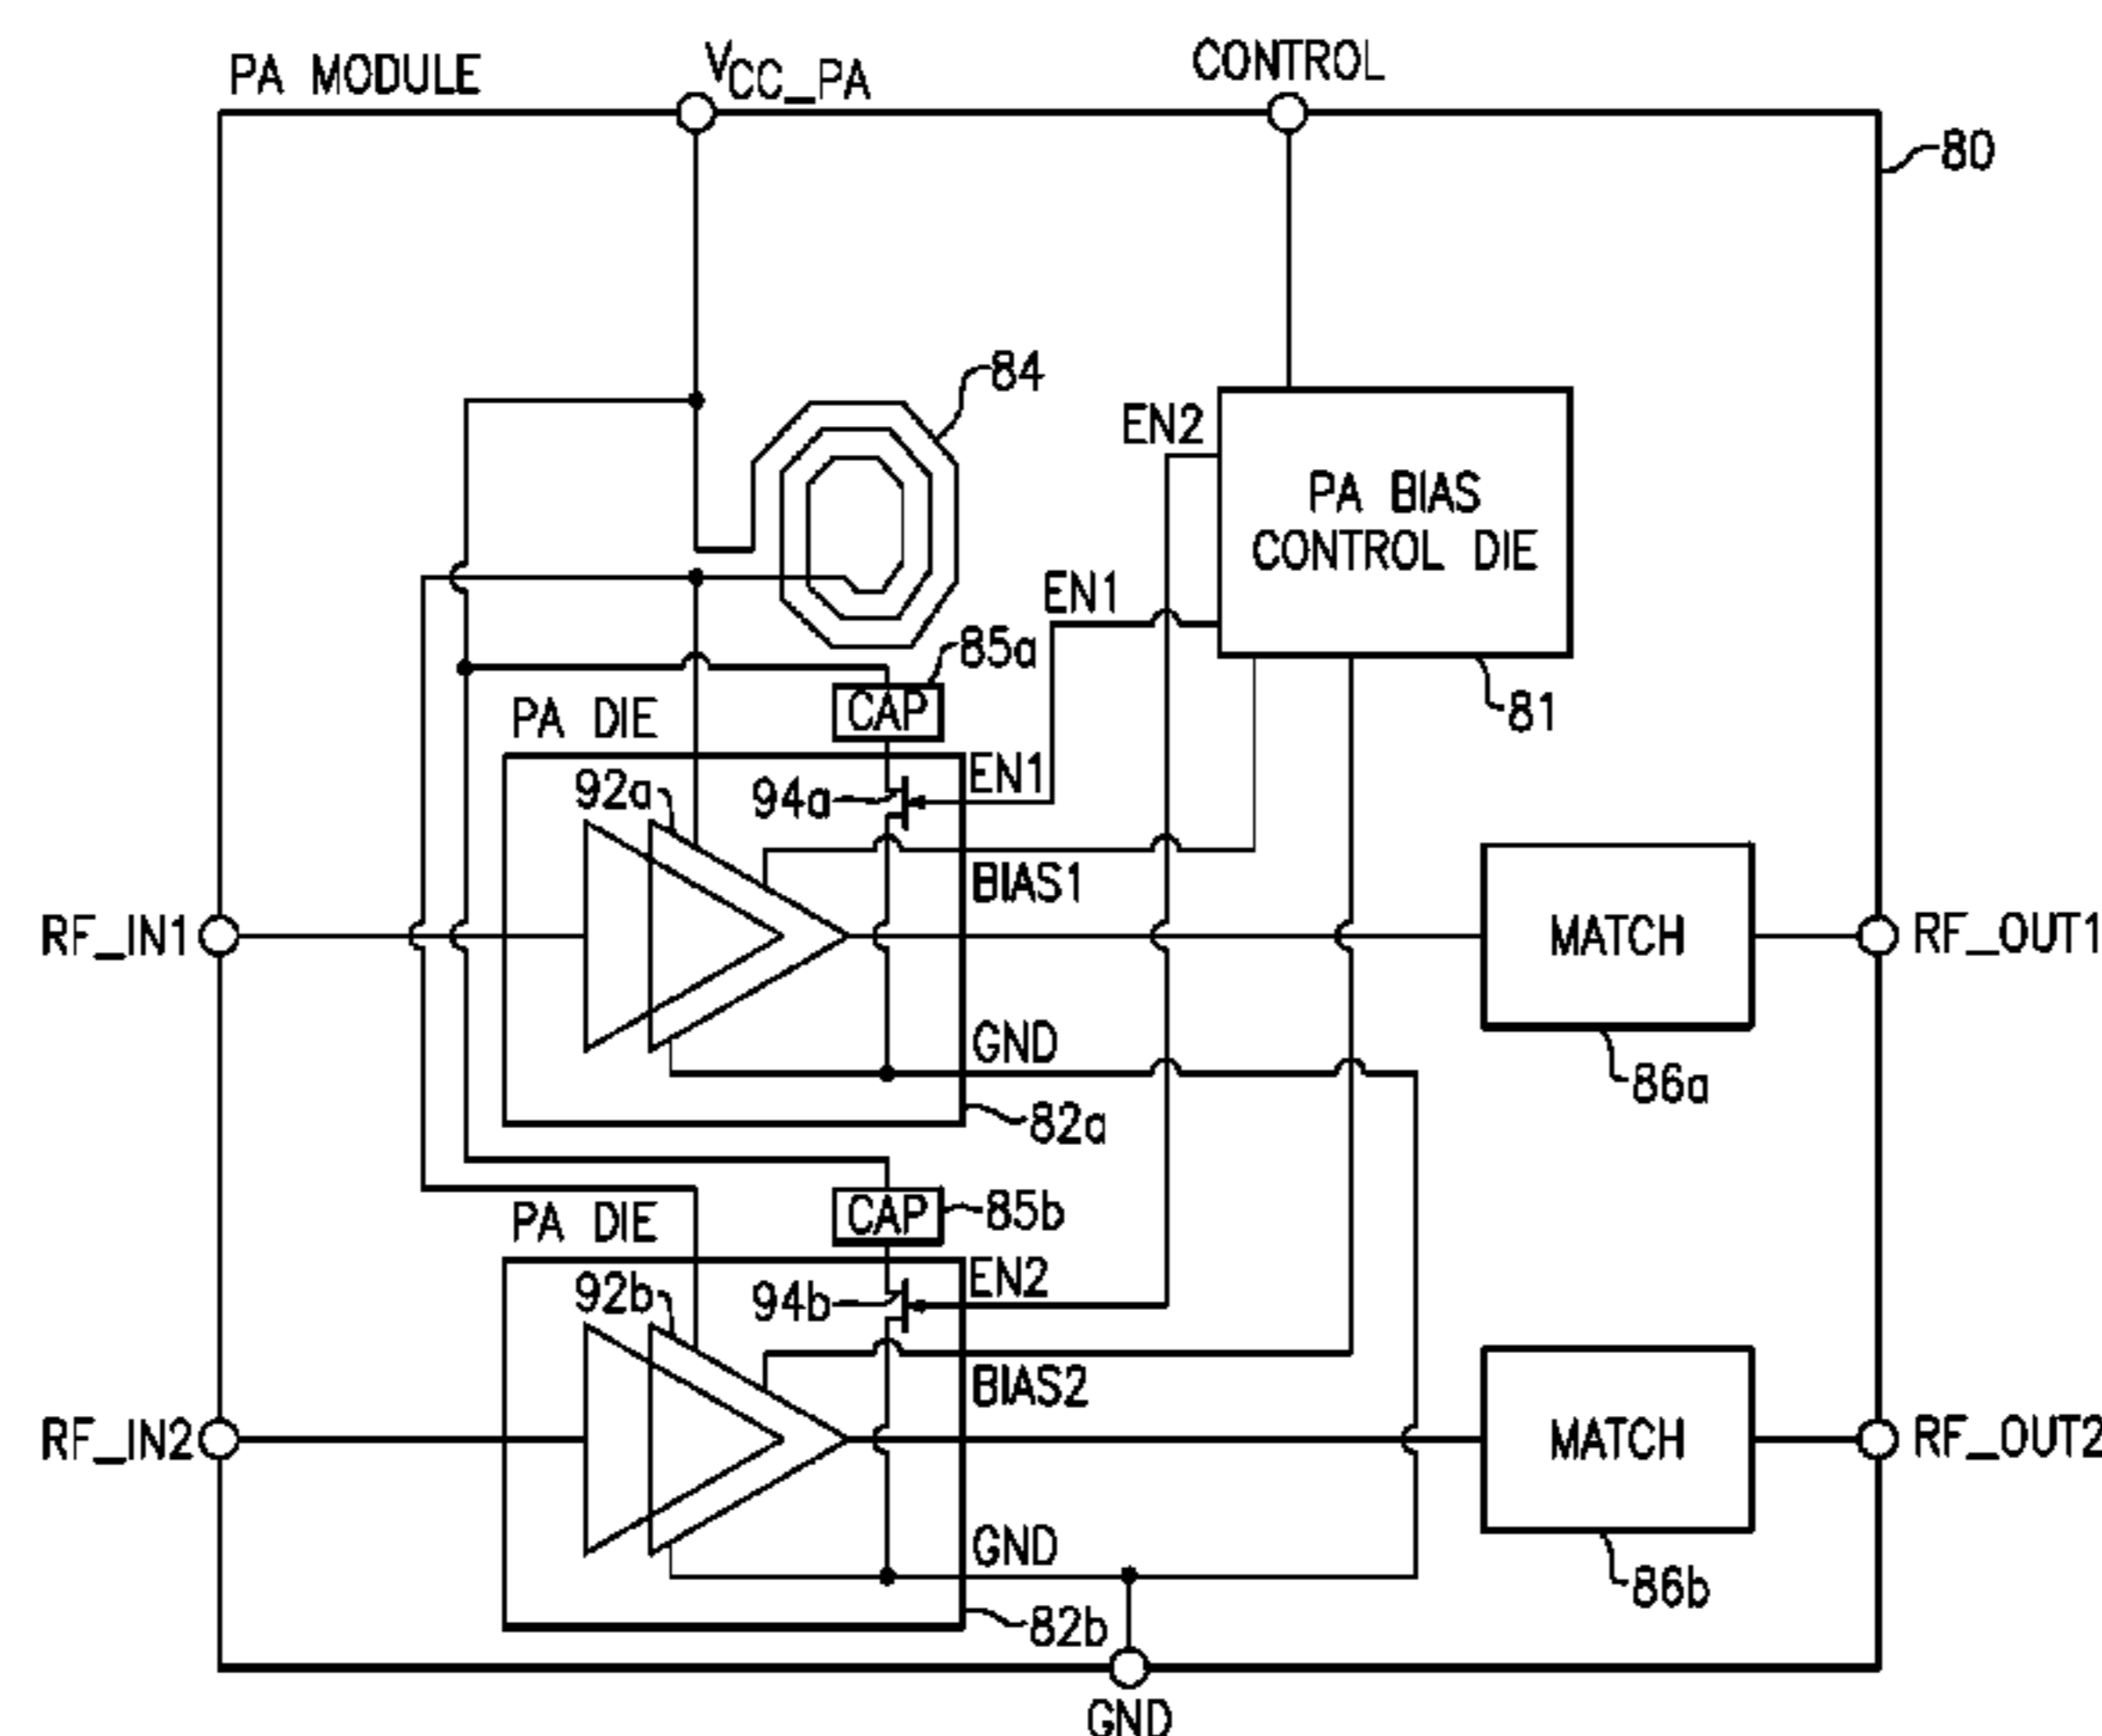 PA MODULE
VCC_PA
CONTROL
80
84
EN2
PA BIAS
CONTROL DIE
EN1
85a
81
CAP
PA DIE
EN1
92a
94a
BIAS1
RF_IN1
MATCH
RF_OUT1
GND
86a
82a
CAP
85b
PA DIE
EN2
92b
94b
BIAS2
RF_IN2
MATCH
RF_OUT2
GND
86b
82b
GND